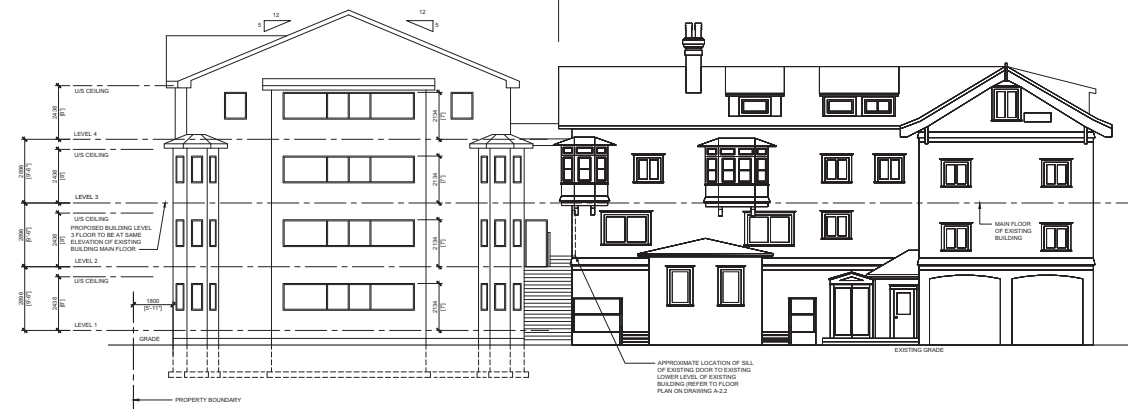 12
12
5
5
U/S CEILING
2438
[8']
2134
[7']
LEVEL 4
U/S CEILING
2896
[9'-6"]
2438
[8']
2134
[7']
LEVEL 3
U/S CEILING
PROPOSED BUILDING LEVEL
3 FLOOR TO BE AT SAME
ELEVATION OF EXISTING
BUILDING MAIN FLOOR
MAIN FLOOR
OF EXISTING
BUILDING
2896
[9'-6"]
2438
[8']
2134
[7']
LEVEL 2
U/S CEILING
2896
[9'-6"]
2438
[8']
2134
[7']
1800
[5'-11"]
LEVEL 1
GRADE
EXISTING GRADE
APPROXIMATE LOCATION OF SILL
OF EXISTING DOOR TO EXISTING
LOWER LEVEL OF EXISTING
BUILDING (REFER TO FLOOR
PLAN ON DRAWING A-2.2
PROPERTY BOUNDARY